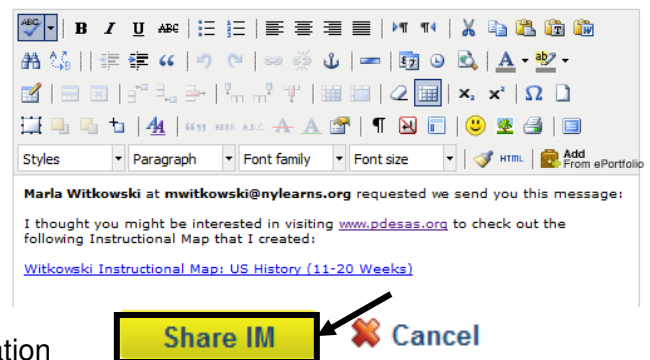 ABC B I U ABC
Styles Paragraph Font family Font size HTML Add
From ePortfolio
Marla Witkowski at mwitkowski@nylearns.org requested we send you this message:
I thought you might be interested in visiting www.pdesas.org to check out the
following Instructional Map that I created:
Witkowski Instructional Map: US History (11-20 Weeks)
Share IM Cancel
ation